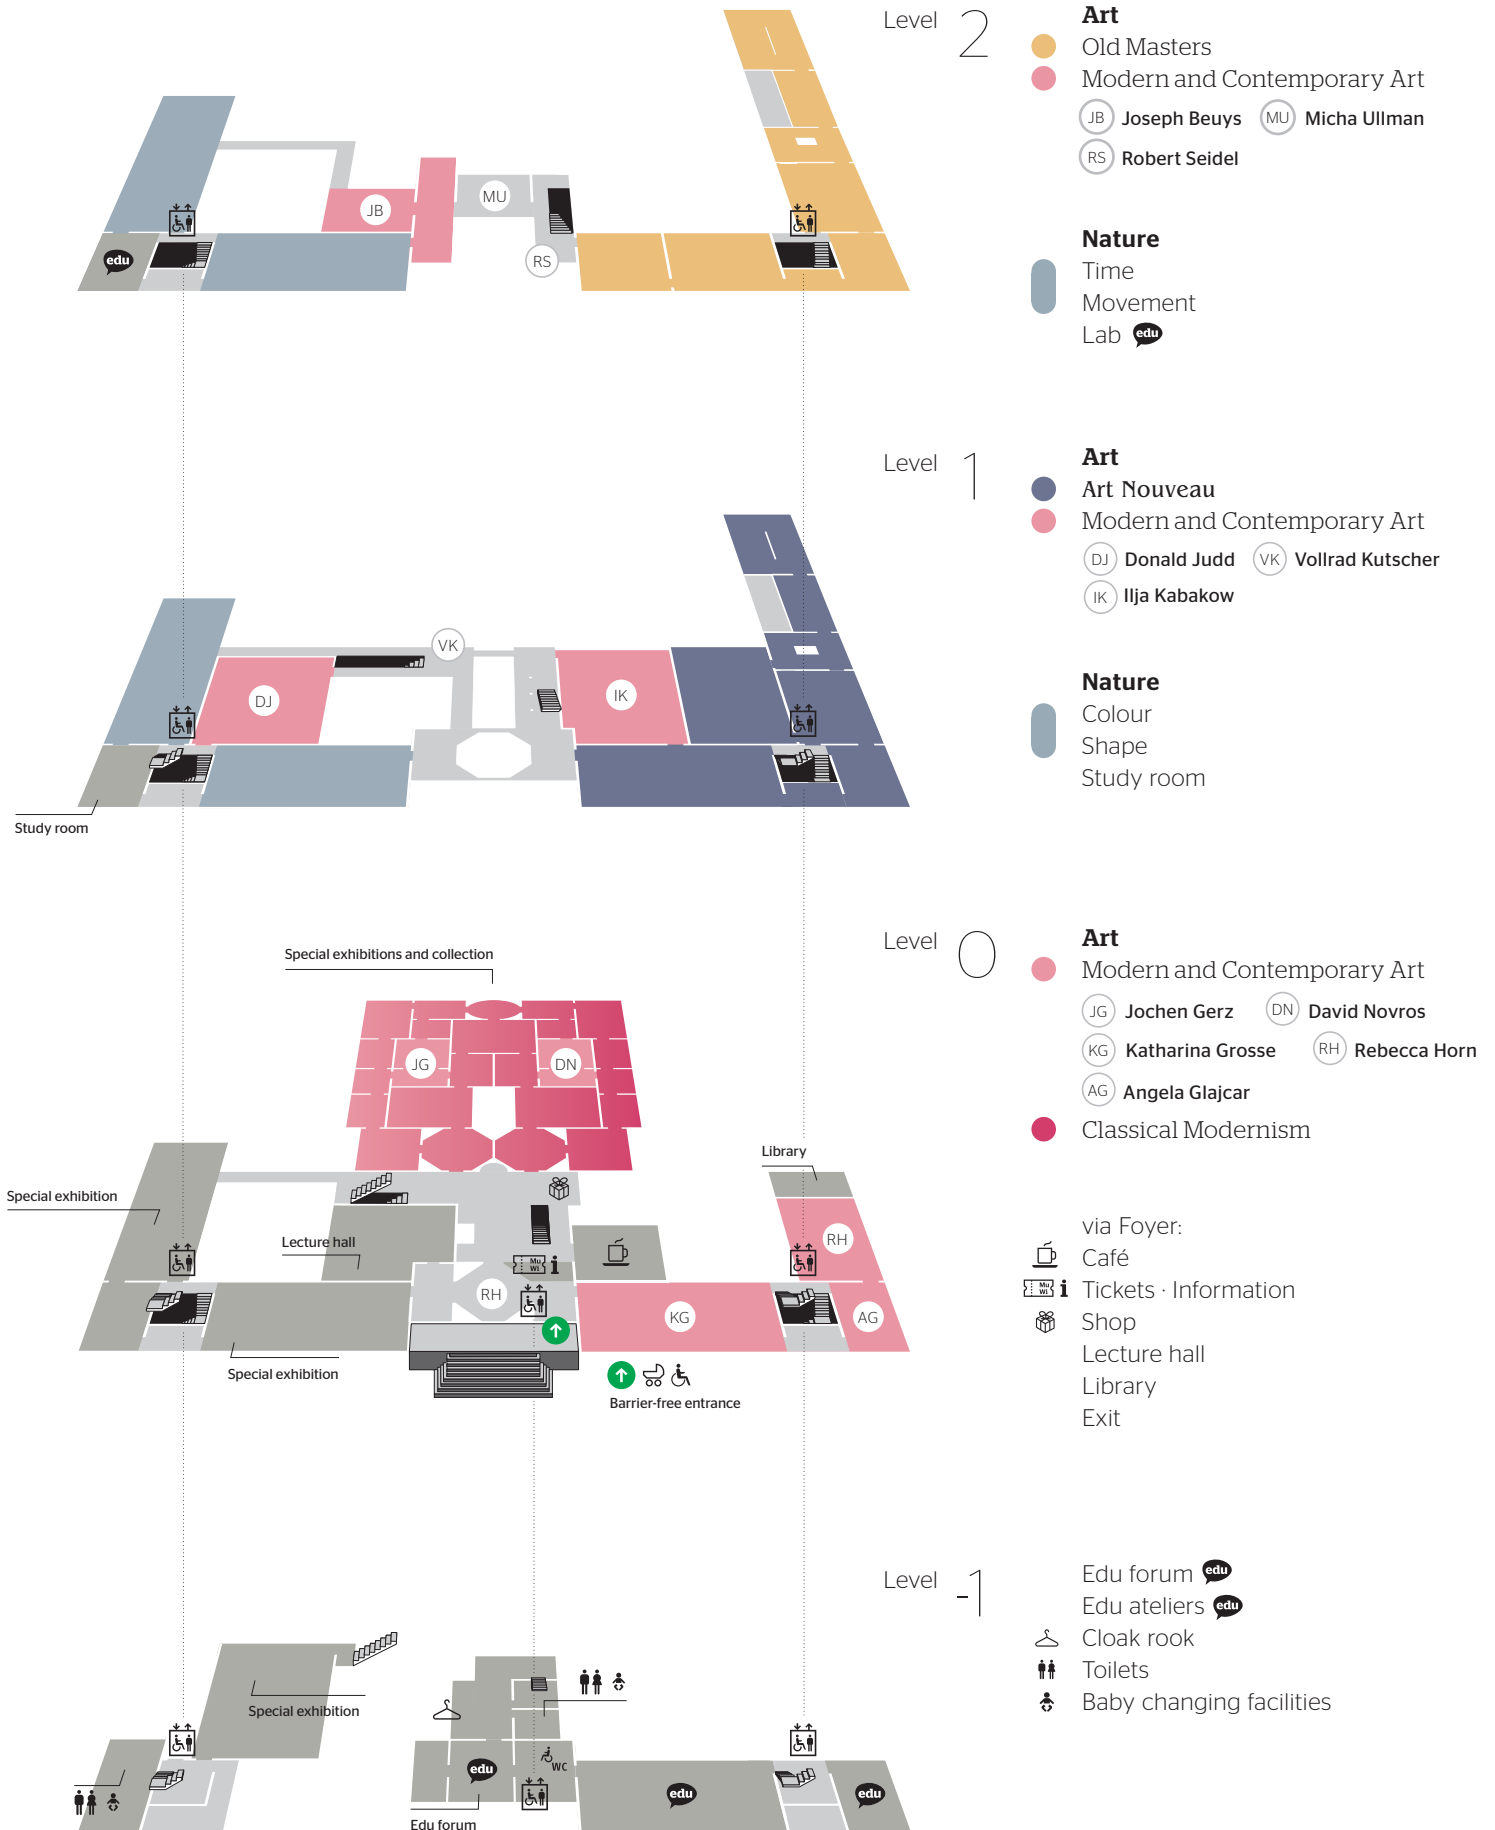 Level 2
Art
Old Masters
Modern and Contemporary Art
JB Joseph Beuys MU Micha Ullman
RS Robert Seidel
Nature
Time
Movement
Lab edu
JB
MU
RS
edu
Level 1
Art
Art Nouveau
Modern and Contemporary Art
DJ Donald Judd VK Vollrad Kutscher
IK Ilja Kabakow
Nature
Colour
Shape
Study room
VK
DJ
IK
Study room
Level 0
Art
Modern and Contemporary Art
JG Jochen Gerz DN David Novros
KG Katharina Grosse RH Rebecca Horn
AG Angela Glajcar
Classical Modernism
via Foyer:
Café
Mu Wi i Tickets · Information
Shop
Lecture hall
Library
Exit
Special exhibitions and collection
JG
DN
Library
Special exhibition
Lecture hall
RH
Mu Wi i
RH
KG
AG
Special exhibition
Barrier-free entrance
Level -1
Edu forum edu
Edu ateliers edu
Cloak rook
Toilets
Baby changing facilities
Special exhibition
WC
edu
edu
edu
Edu forum